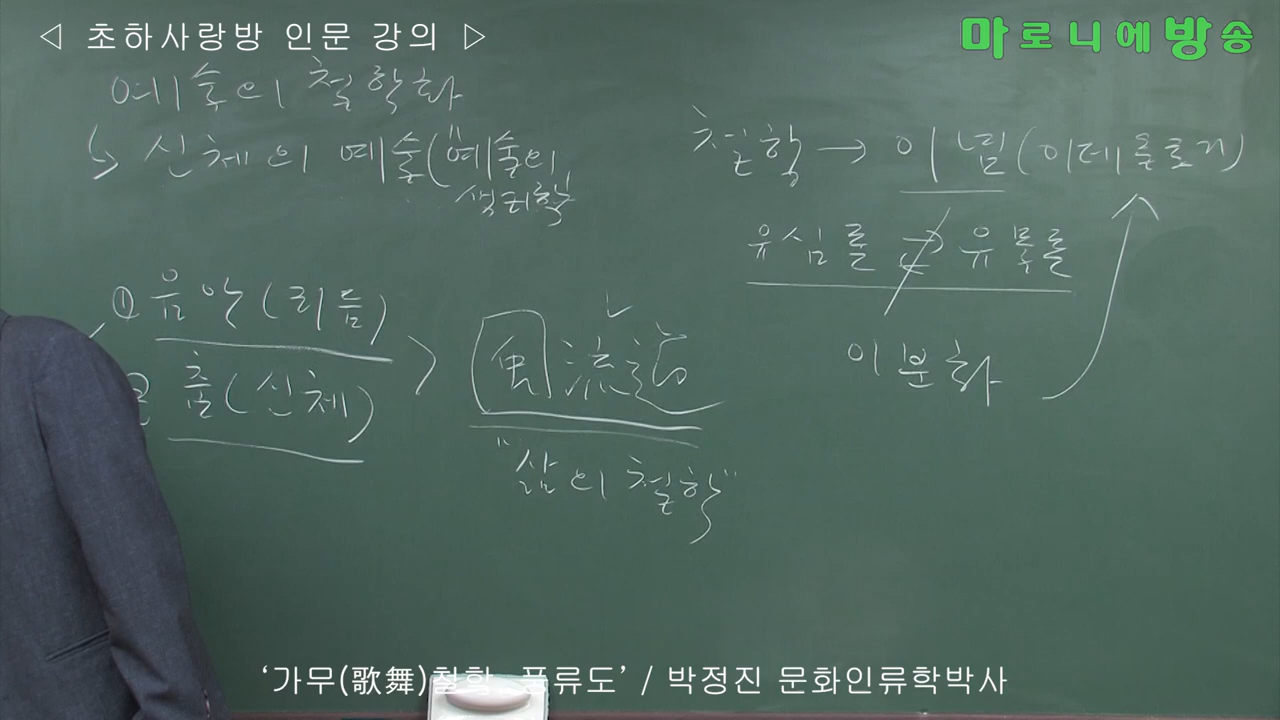 ◁ 초하사랑방 인문 강의 ▷
마로니에방송
예술의 철학화
↳ 신체의 예술("예술의
생리학"
철학 → 이념(이데올로기)
유심론 ⇄ 유물론
이분화
① 음악(리듬)
② 춤(신체)
風流道
"삶의 철학"
‘가무(歌舞)철학_풍류도’ / 박정진 문화인류학박사